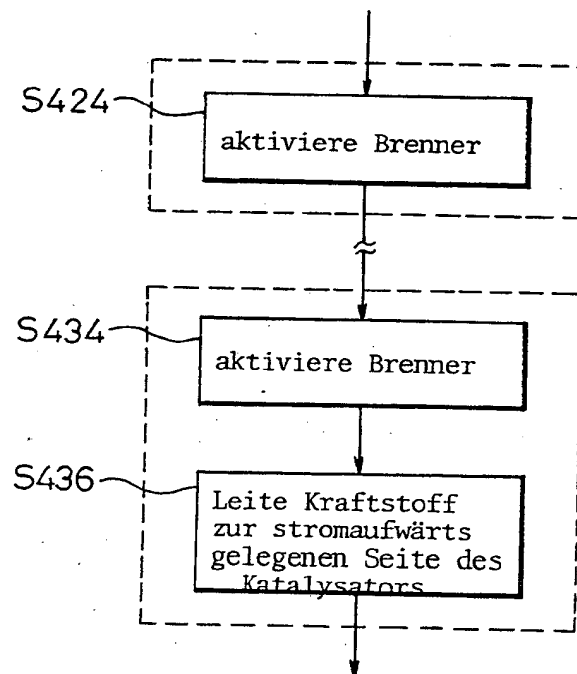 S424
aktiviere Brenner
S434
aktiviere Brenner
S436
Leite Kraftstoff
zur stromaufwärts
gelegenen Seite des
Katalysators